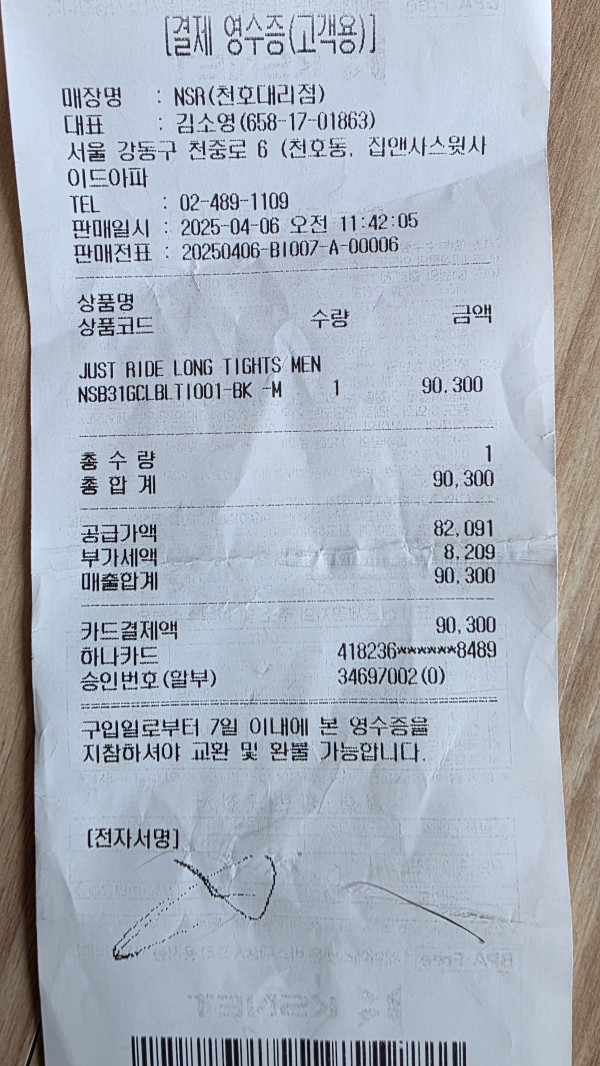 [결제 영수증(고객용)]
매장명 : NSR(천호대리점)
대표 : 김소영(658-17-01863)
서울 강동구 천중로 6 (천호동, 집앤사스윗사
이드아파
TEL : 02-489-1109
판매일시 : 2025-04-06 오전 11:42:05
판매전표 : 20250406-BI007-A-00006
상품명
상품코드 수량 금액
JUST RIDE LONG TIGHTS MEN
NSB31GCLBLTI001-BK -M 1 90,300
총 수 량 1
총 합 계 90,300
공급가액 82,091
부가세액 8,209
매출합계 90,300
카드결제액 90,300
하나카드 418236******8489
승인번호(할부) 34697002(0)
구입일로부터 7일 이내에 본 영수증을
지참하셔야 교환 및 환불 가능합니다.
[전자서명]
BPA Free
KSNET